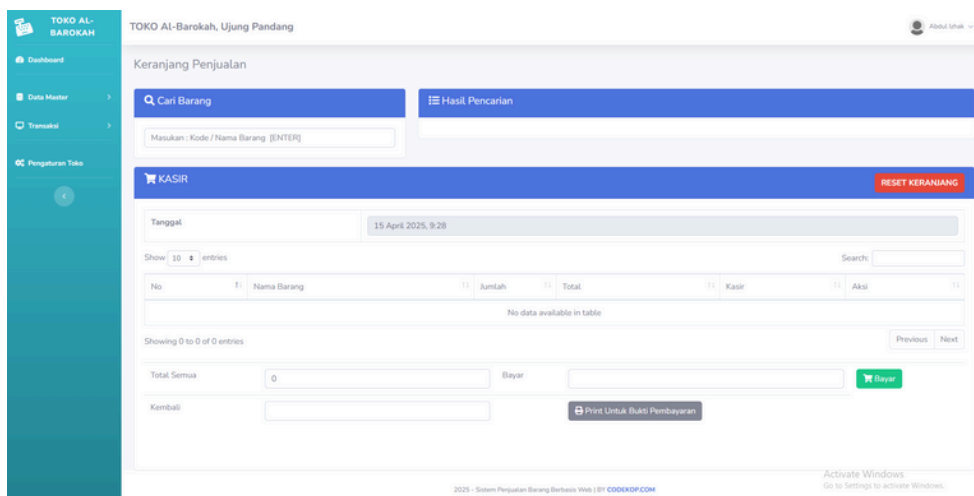 TOKO AL-
BAROKAH
TOKO Al-Barokah, Ujung Pandang
Abdul Izhak
Dashboard
Data Master
Transaksi
Pengaturan Toko
Keranjang Penjualan
Cari Barang
Hasil Pencarian
Masukan : Kode / Nama Barang [ENTER]
KASIR
RESET KERANJANG
Tanggal
15 April 2025, 9:28
Show 10 entries
Search:
No Nama Barang Jumlah Total Kasir Aksi
No data available in table
Showing 0 to 0 of 0 entries
Previous Next
Total Semua 0 Bayar Bayar
Kembali Print Untuk Bukti Pembayaran
Activate Windows
Go to Settings to activate Windows.
2025 - Sistem Penjualan Barang Berbasis Web | BY CODEKOP.COM